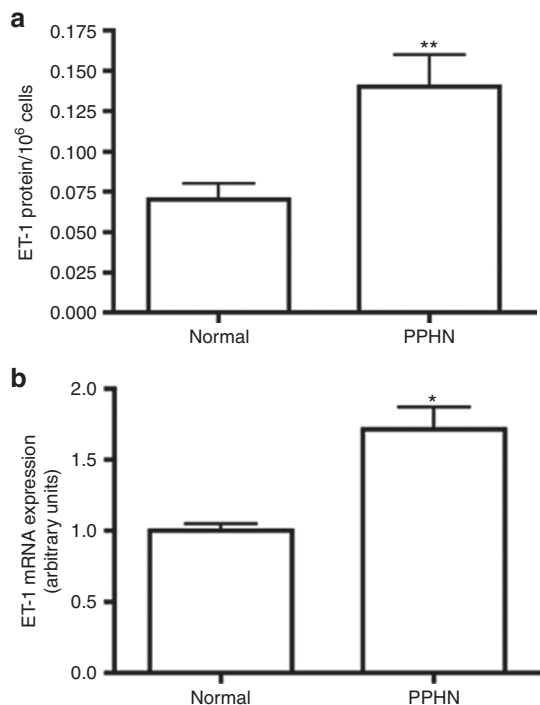 a
ET-1 protein/10⁶ cells
0.175
0.150
0.125
0.100
0.075
0.050
0.025
0.000
**
Normal PPHN
b
ET-1 mRNA expression
(arbitrary units)
2.0
1.5
1.0
0.5
0.0
*
Normal PPHN